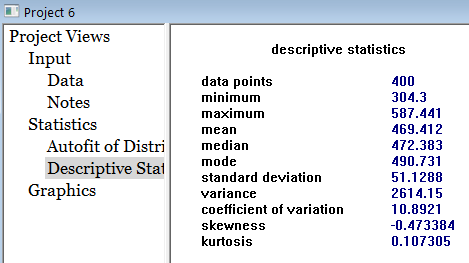 Project 6
Project Views
Input
Data
Notes
Statistics
Autofit of Distri
Descriptive Stat
Graphics
descriptive statistics
data points 400
minimum 304.3
maximum 587.441
mean 469.412
median 472.383
mode 490.731
standard deviation 51.1288
variance 2614.15
coefficient of variation 10.8921
skewness -0.473384
kurtosis 0.107305